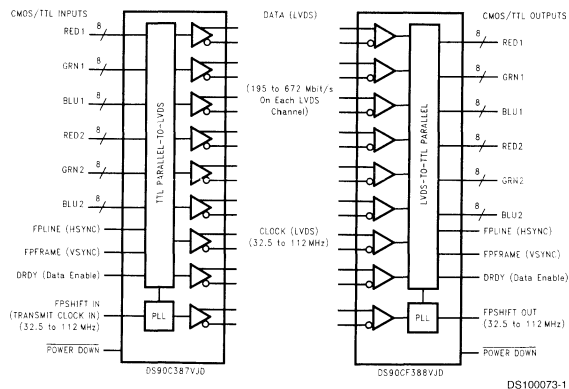 CMOS/TTL INPUTS
DATA (LVDS)
CMOS/TTL OUTPUTS
8
RED1
8
GRN1
8
BLU1
8
RED2
8
GRN2
8
BLU2
FPLINE (HSYNC)
FPFRAME (VSYNC)
DRDY (Data Enable)
FPSHIFT IN
(TRANSMIT CLOCK IN)
(32.5 to 112 MHz)
POWER DOWN
TTL PARALLEL-TO-LVDS
PLL
DS90C387VJD
(195 to 672 Mbit/s
On Each LVDS
Channel)
CLOCK (LVDS)
(32.5 to 112 MHz)
LVDS-TO-TTL PARALLEL
PLL
DS90CF388VJD
8
RED1
8
GRN1
8
BLU1
8
RED2
8
GRN2
8
BLU2
FPLINE (HSYNC)
FPFRAME (VSYNC)
DRDY (Data Enable)
FPSHIFT OUT
(32.5 to 112 MHz)
POWER DOWN
DS100073-1